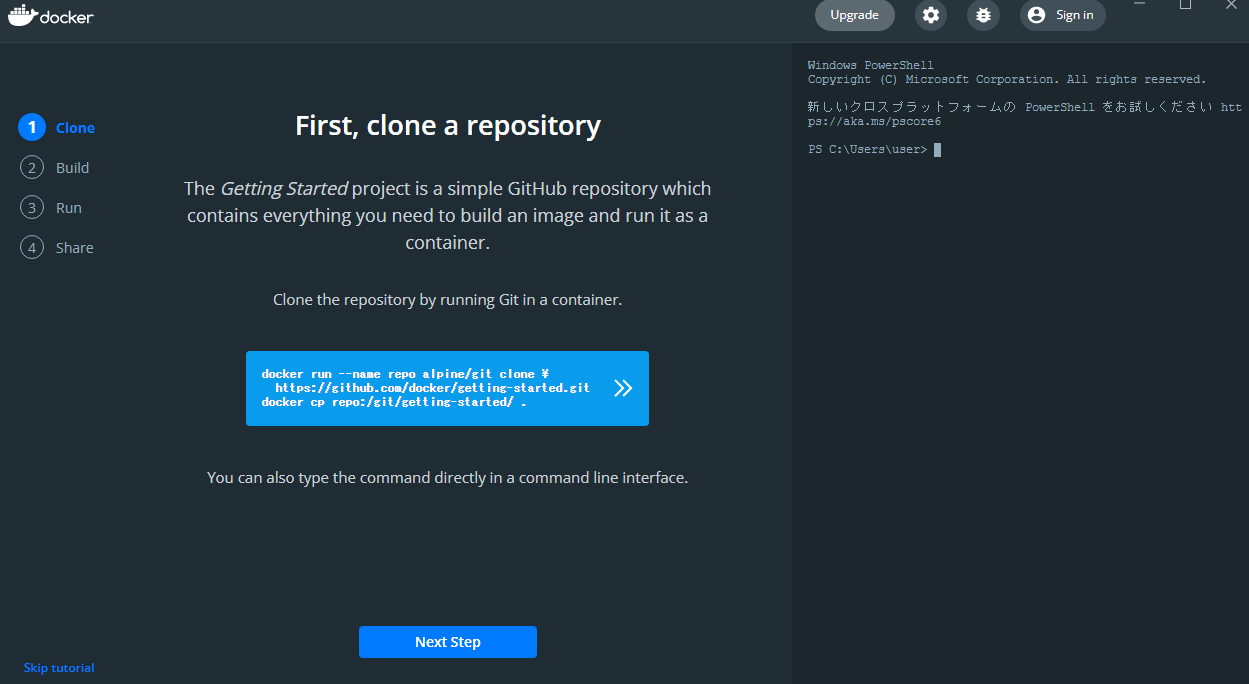 docker
Upgrade
Sign in
1 Clone
2 Build
3 Run
4 Share
First, clone a repository
The Getting Started project is a simple GitHub repository which
contains everything you need to build an image and run it as a
container.
Clone the repository by running Git in a container.
docker run --name repo alpine/git clone ¥
https://github.com/docker/getting-started.git
docker cp repo:/git/getting-started/ .
You can also type the command directly in a command line interface.
Next Step
Skip tutorial
Windows PowerShell
Copyright (C) Microsoft Corporation. All rights reserved.
新しいクロスプラットフォームの PowerShell をお試しください htt
ps://aka.ms/pscore6
PS C:\Users\user>